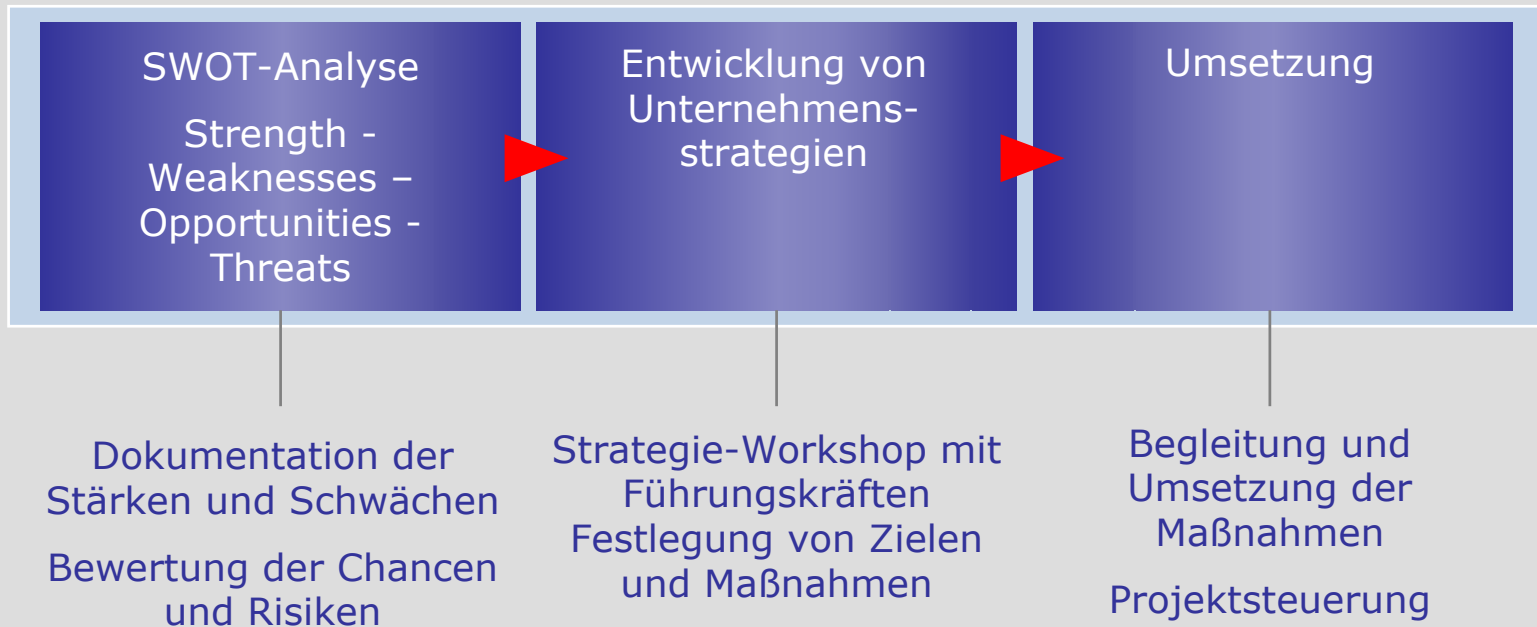 SWOT-Analyse
Strength -
Weaknesses –
Opportunities -
Threats
Entwicklung von
Unternehmens-
strategien
Umsetzung
Dokumentation der
Stärken und Schwächen
Bewertung der Chancen
und Risiken
Strategie-Workshop mit
Führungskräften
Festlegung von Zielen
und Maßnahmen
Begleitung und
Umsetzung der
Maßnahmen
Projektsteuerung